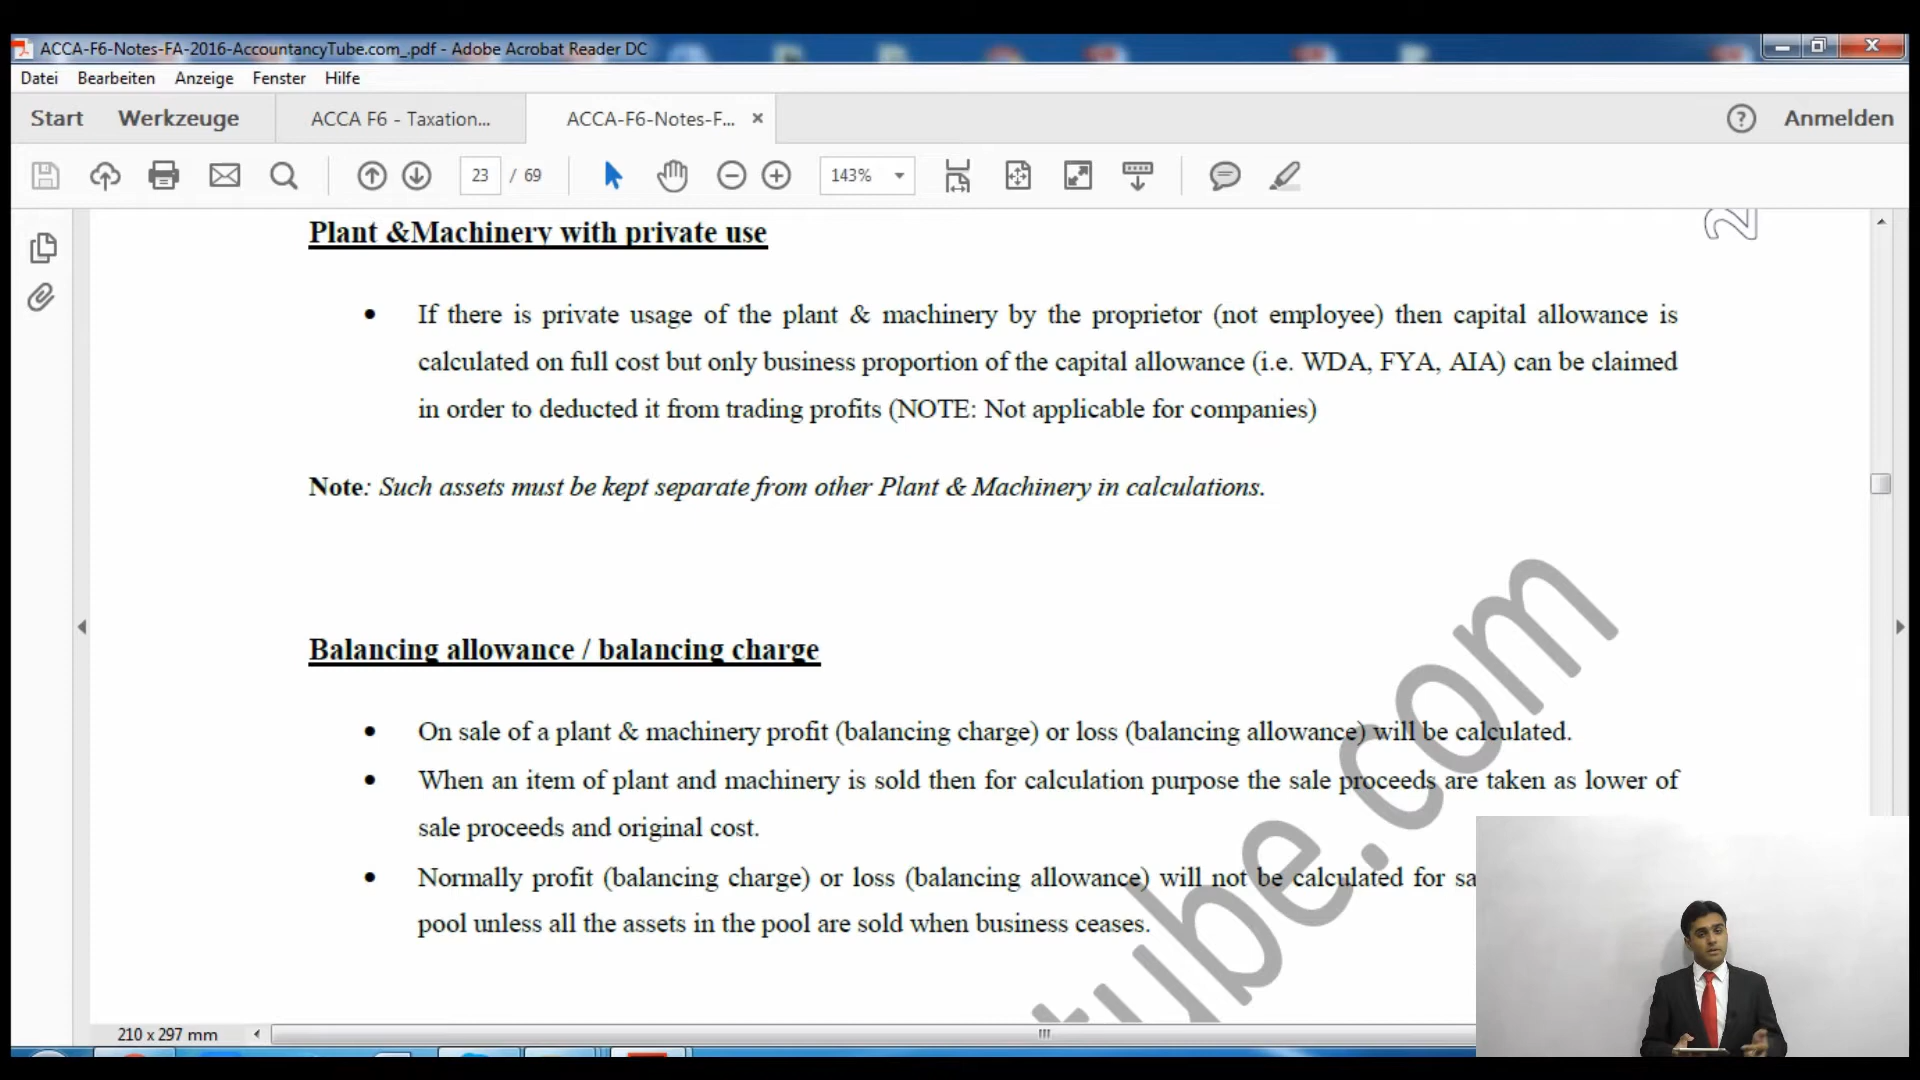 ACCA-F6-Notes-FA-2016-AccountancyTube.com_.pdf - Adobe Acrobat Reader DC
Datei Bearbeiten Anzeige Fenster Hilfe
Start Werkzeuge ACCA F6 - Taxation... ACCA-F6-Notes-F... × ? Anmelden
23 / 69 143%
Plant &Machinery with private use
• If there is private usage of the plant & machinery by the proprietor (not employee) then capital allowance is
calculated on full cost but only business proportion of the capital allowance (i.e. WDA, FYA, AIA) can be claimed
in order to deducted it from trading profits (NOTE: Not applicable for companies)
Note: Such assets must be kept separate from other Plant & Machinery in calculations.
Balancing allowance / balancing charge
• On sale of a plant & machinery profit (balancing charge) or loss (balancing allowance) will be calculated.
• When an item of plant and machinery is sold then for calculation purpose the sale proceeds are taken as lower of
sale proceeds and original cost.
• Normally profit (balancing charge) or loss (balancing allowance) will not be calculated for sa
pool unless all the assets in the pool are sold when business ceases.
tube.com
210 x 297 mm